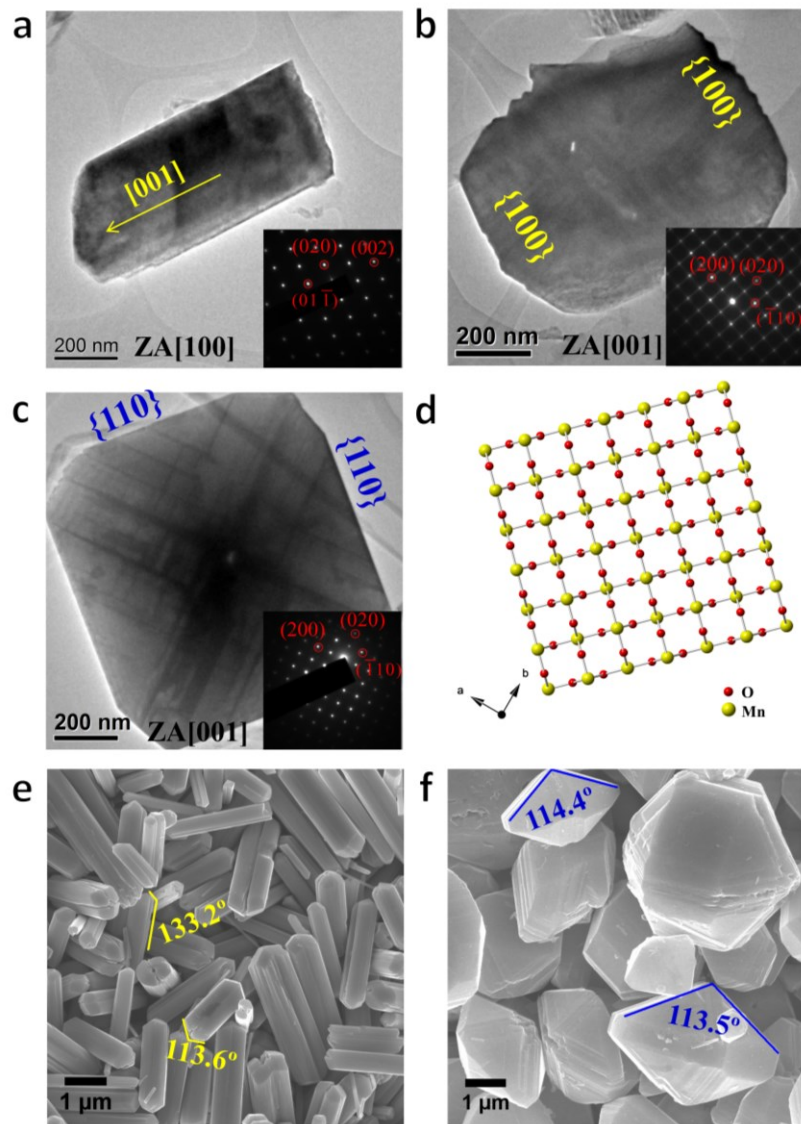 a
[001]
200 nm
ZA[100]
(020)
(002)
(011̅)
b
{100}
{100}
200 nm
ZA[001]
(200)
(020)
(1̅10)
c
{110}
{110}
200 nm
ZA[001]
(200)
(020)
(1̅10)
d
a
b
O
Mn
e
133.2°
113.6°
1 μm
f
114.4°
113.5°
1 μm